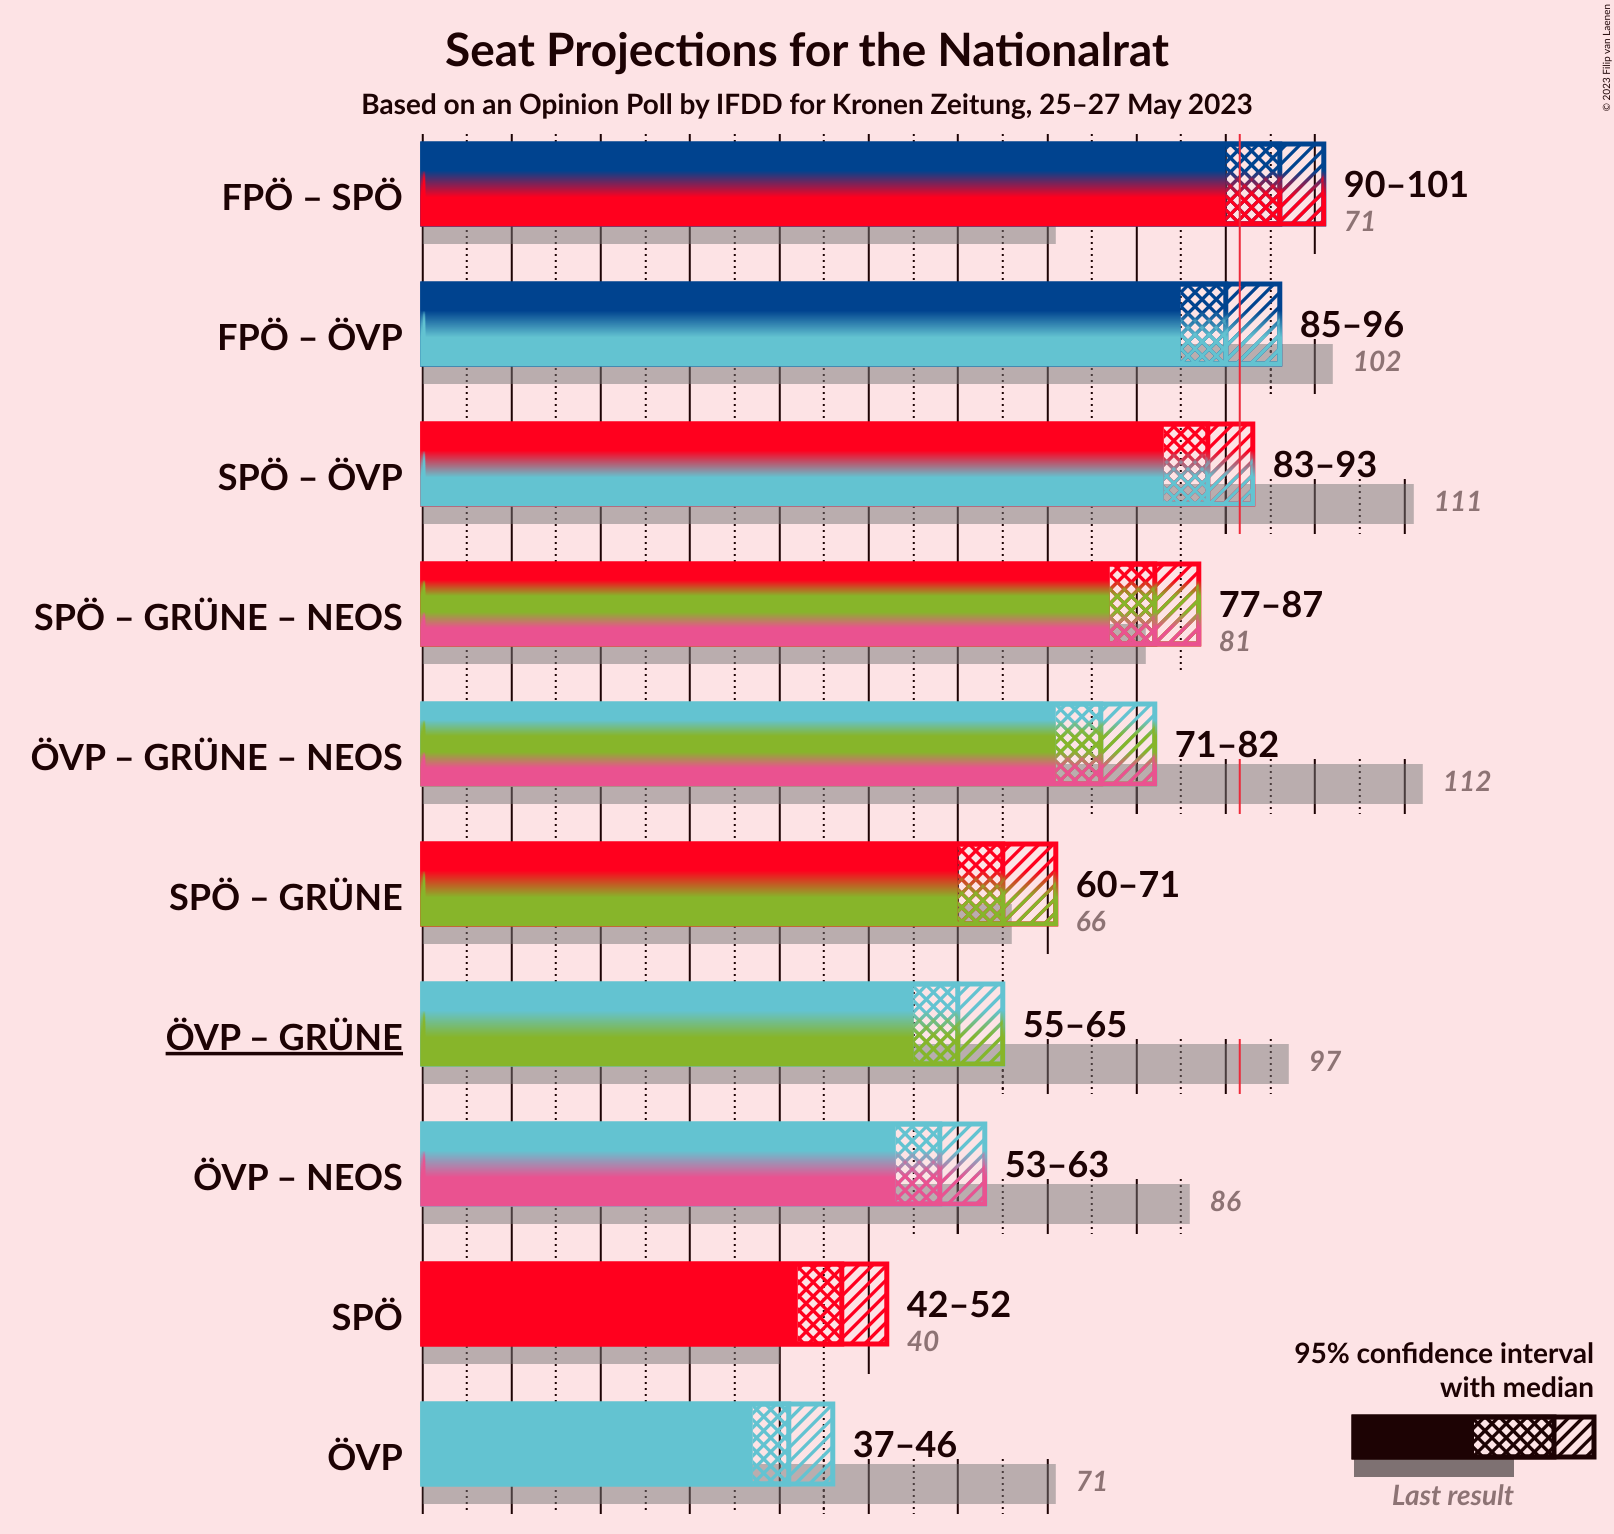 Seat Projections for the Nationalrat
Based on an Opinion Poll by IFDD for Kronen Zeitung, 25–27 May 2023
© 2023 Filip van Laenen
FPÖ – SPÖ
90–101
71
FPÖ – ÖVP
85–96
102
SPÖ – ÖVP
83–93
111
SPÖ – GRÜNE – NEOS
77–87
81
ÖVP – GRÜNE – NEOS
71–82
112
SPÖ – GRÜNE
60–71
66
ÖVP – GRÜNE
55–65
97
ÖVP – NEOS
53–63
86
SPÖ
42–52
40
ÖVP
37–46
71
95% confidence interval
with median
Last result